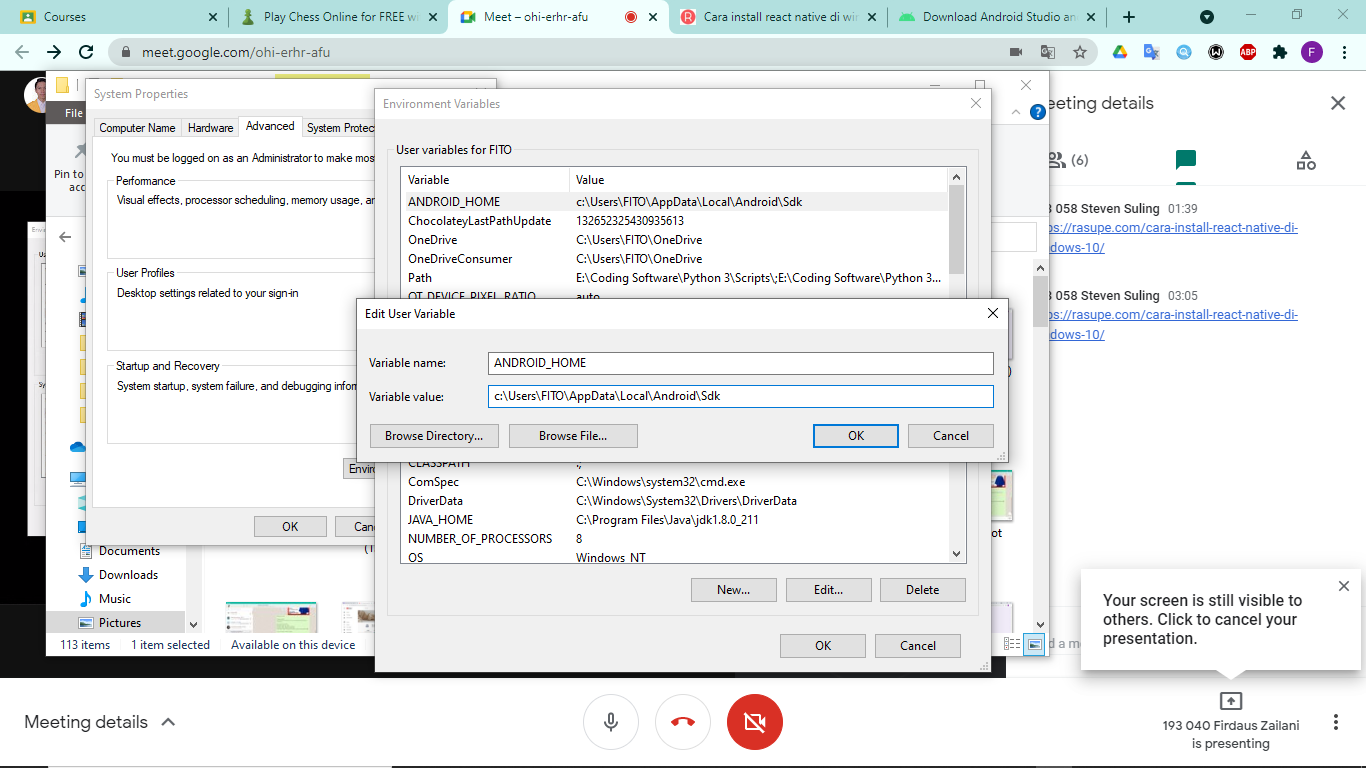 Courses
Play Chess Online for FREE wi
Meet – ohi-erhr-afu
Cara install react native di wi
Download Android Studio an
meet.google.com/ohi-erhr-afu
ABP
F
File
Pin to
System Properties
Computer Name
Hardware
Advanced
System Protec
You must be logged on as an Administrator to make mos
Performance
Visual effects, processor scheduling, memory usage, an
User Profiles
Desktop settings related to your sign-in
Startup and Recovery
System startup, system failure, and debugging infor
Enviro
OK
Canc
Environment Variables
User variables for FITO
Variable Value
ANDROID_HOME c:\Users\FITO\AppData\Local\Android\Sdk
ChocolateyLastPathUpdate 132652325430935613
OneDrive C:\Users\FITO\OneDrive
OneDriveConsumer C:\Users\FITO\OneDrive
Path E:\Coding Software\Python 3\Scripts\;E:\Coding Software\Python 3...
QT_DEVICE_PIXEL_RATIO auto
Edit User Variable
Variable name: ANDROID_HOME
Variable value: c:\Users\FITO\AppData\Local\Android\Sdk
Browse Directory...
Browse File...
OK
Cancel
CLASSPATH .;
ComSpec C:\Windows\system32\cmd.exe
DriverData C:\Windows\System32\Drivers\DriverData
JAVA_HOME C:\Program Files\Java\jdk1.8.0_211
NUMBER_OF_PROCESSORS 8
OS Windows_NT
New...
Edit...
Delete
OK
Cancel
Documents
Downloads
Music
Pictures
113 items
1 item selected
Available on this device
ot
eeting details
(6)
3 058 Steven Suling 01:39
ps://rasupe.com/cara-install-react-native-di-
dows-10/
3 058 Steven Suling 03:05
ps://rasupe.com/cara-install-react-native-di-
dows-10/
d a me
Your screen is still visible to
others. Click to cancel your
presentation.
Meeting details
193 040 Firdaus Zailani
is presenting